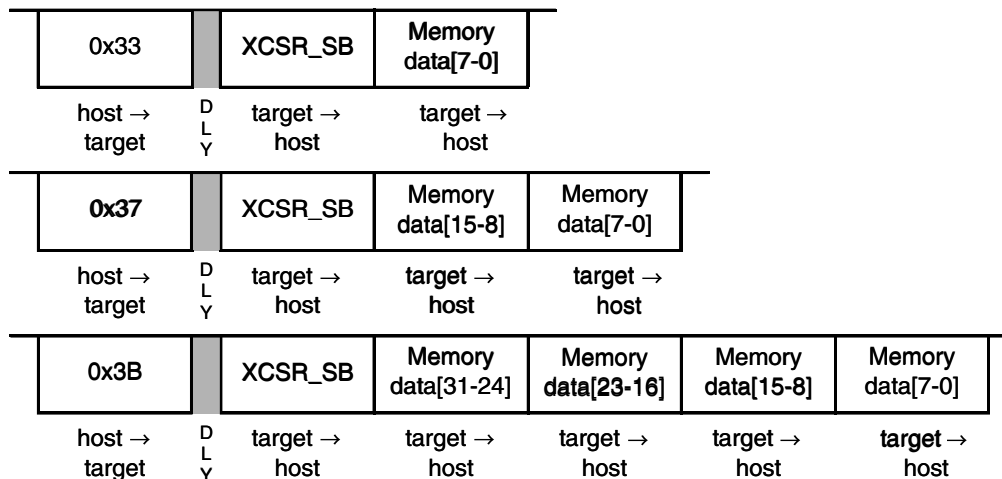 0x33 XCSR_SB Memory data[7-0]
host → target D L Y target → host target → host
0x37 XCSR_SB Memory data[15-8] Memory data[7-0]
host → target D L Y target → host target → host target → host
0x3B XCSR_SB Memory data[31-24] Memory data[23-16] Memory data[15-8] Memory data[7-0]
host → target D L Y target → host target → host target → host target → host target → host